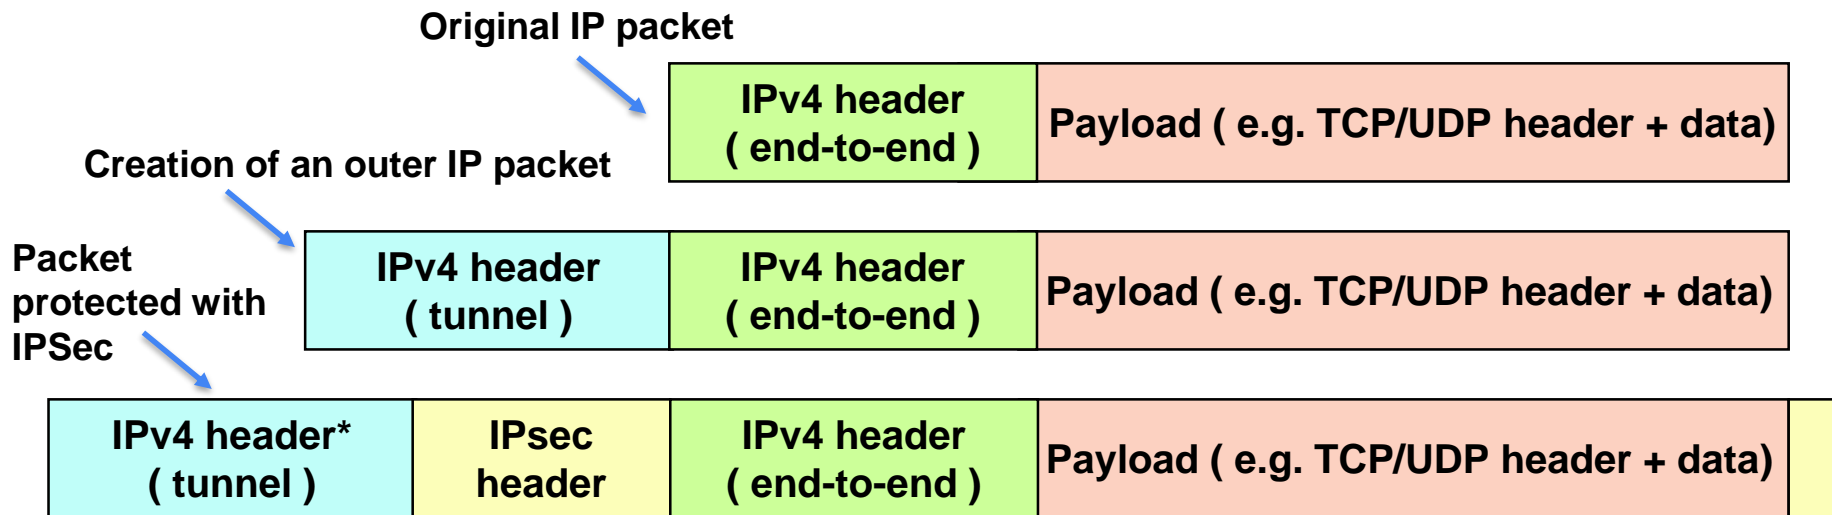 Original IP packet
IPv4 header
( end-to-end )
Payload ( e.g. TCP/UDP header + data)
Creation of an outer IP packet
IPv4 header
( tunnel )
IPv4 header
( end-to-end )
Payload ( e.g. TCP/UDP header + data)
Packet
protected with
IPSec
IPv4 header*
( tunnel )
IPsec
header
IPv4 header
( end-to-end )
Payload ( e.g. TCP/UDP header + data)